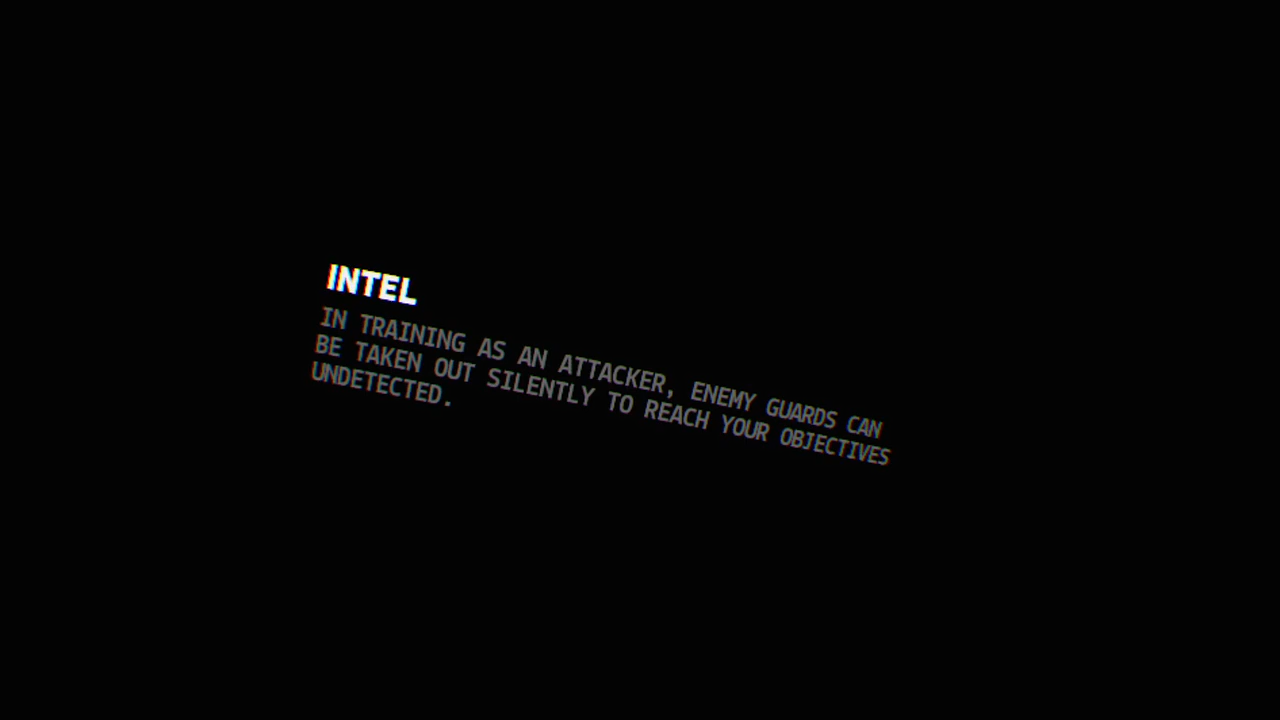 INTEL
IN TRAINING AS AN ATTACKER, ENEMY GUARDS CAN
BE TAKEN OUT SILENTLY TO REACH YOUR OBJECTIVES
UNDETECTED.